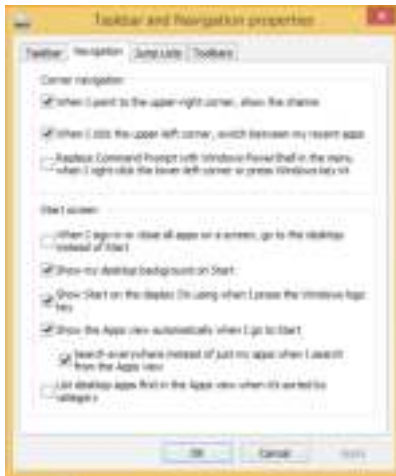 Taskbar and Navigation properties
Taskbar Navigation Jump Lists Toolbars
Corner navigation
When I point to the upper-right corner, show the charms
When I click the upper-left corner, switch between my recent apps
Replace Command Prompt with Windows PowerShell in the menu
when I right-click the lower-left corner or press Windows key+X
Start screen
When I sign in or close all apps on a screen, go to the desktop
instead of Start
Show my desktop background on Start
Show Start on the display I'm using when I press the Windows logo
key
Show the Apps view automatically when I go to Start
Search everywhere instead of just my apps when I search
from the Apps view
List desktop apps first in the Apps view when it's sorted by
category
OK Cancel Apply